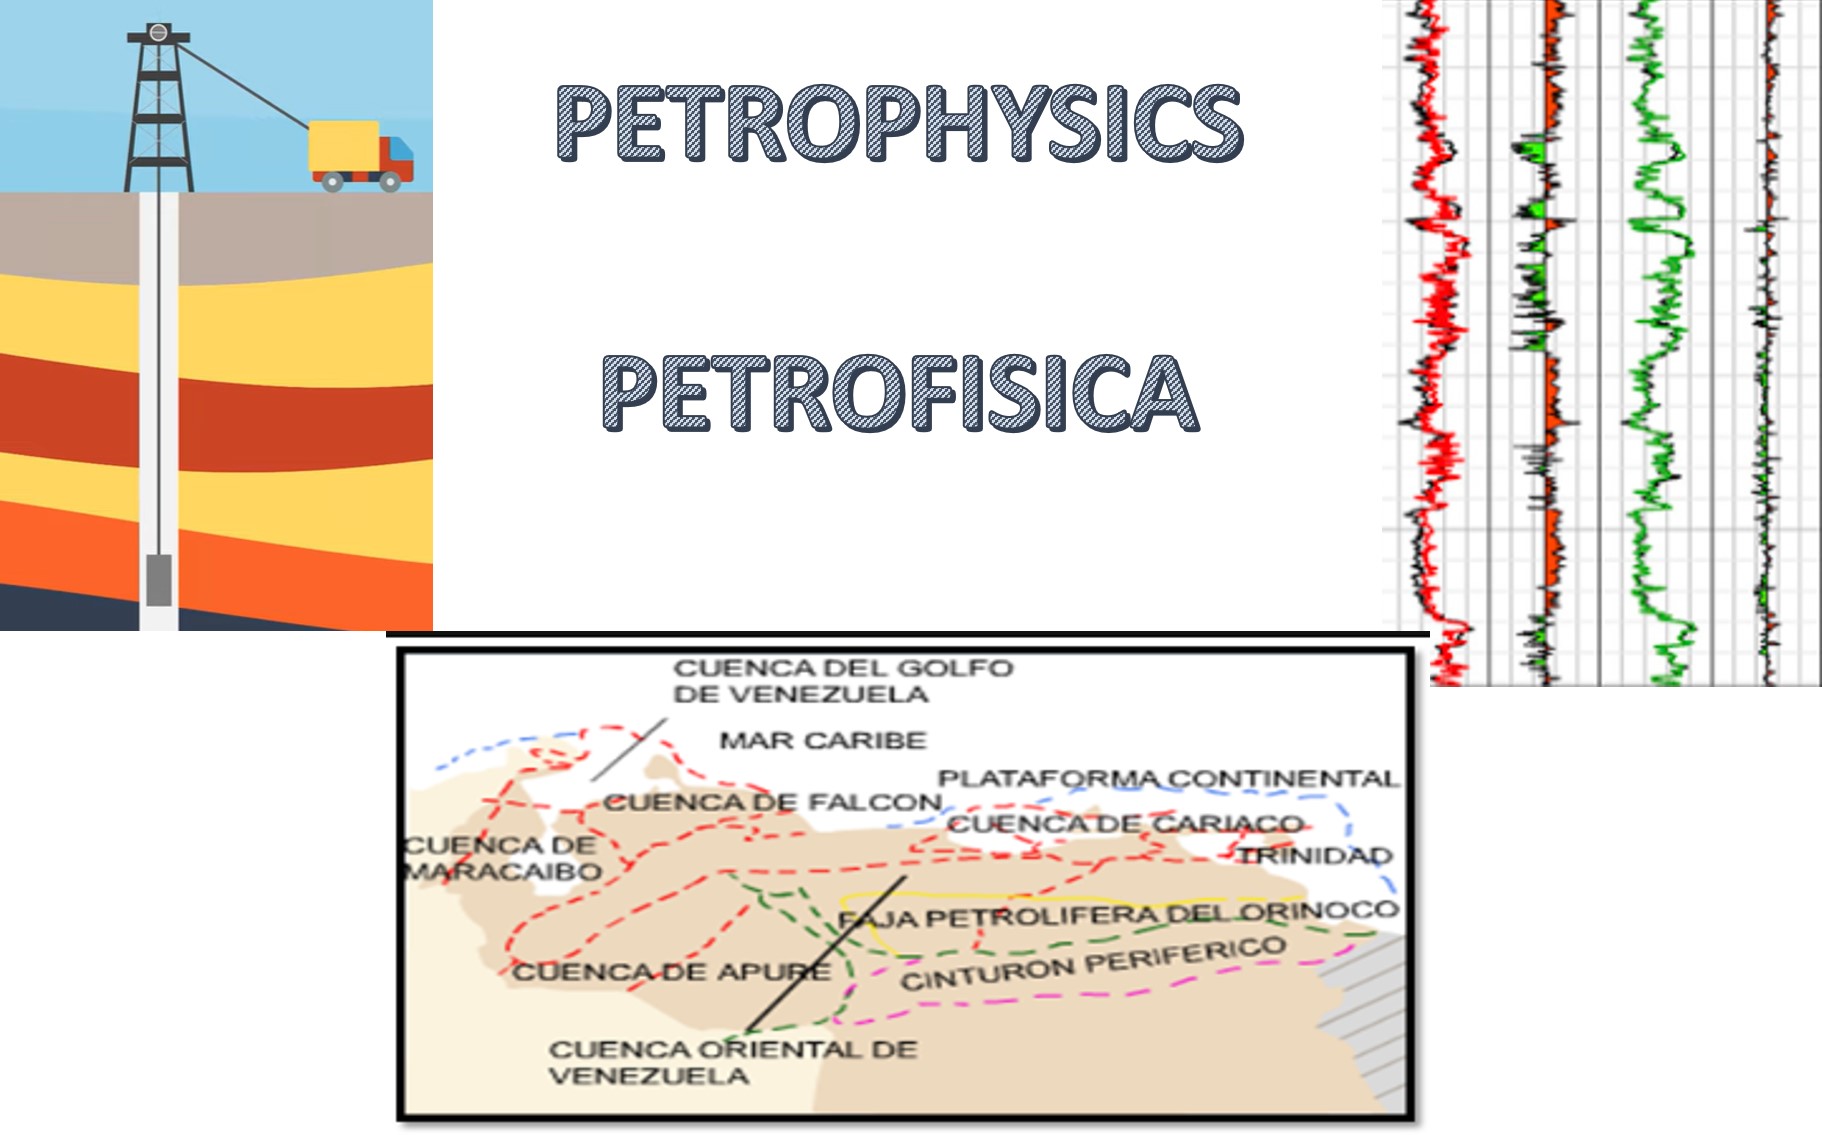 PETROPHYSICS
PETROFISICA
CUENCA DEL GOLFO
DE VENEZUELA
MAR CARIBE
PLATAFORMA CONTINENTAL
CUENCA DE FALCON
CUENCA DE CARIACO
CUENCA DE
MARACAIBO
TRINIDAD
FAJA PETROLIFERA DEL ORINOCO
CINTURON PERIFERICO
CUENCA DE APURE
CUENCA ORIENTAL DE
VENEZUELA